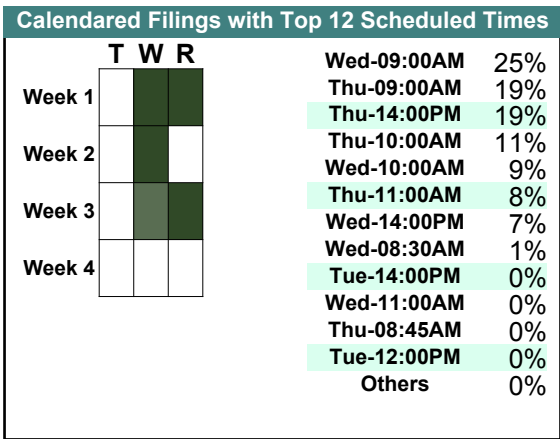 Calendared Filings with Top 12 Scheduled Times
T W R
Week 1
Week 2
Week 3
Week 4
Wed-09:00AM 25%
Thu-09:00AM 19%
Thu-14:00PM 19%
Thu-10:00AM 11%
Wed-10:00AM 9%
Thu-11:00AM 8%
Wed-14:00PM 7%
Wed-08:30AM 1%
Tue-14:00PM 0%
Wed-11:00AM 0%
Thu-08:45AM 0%
Tue-12:00PM 0%
Others 0%